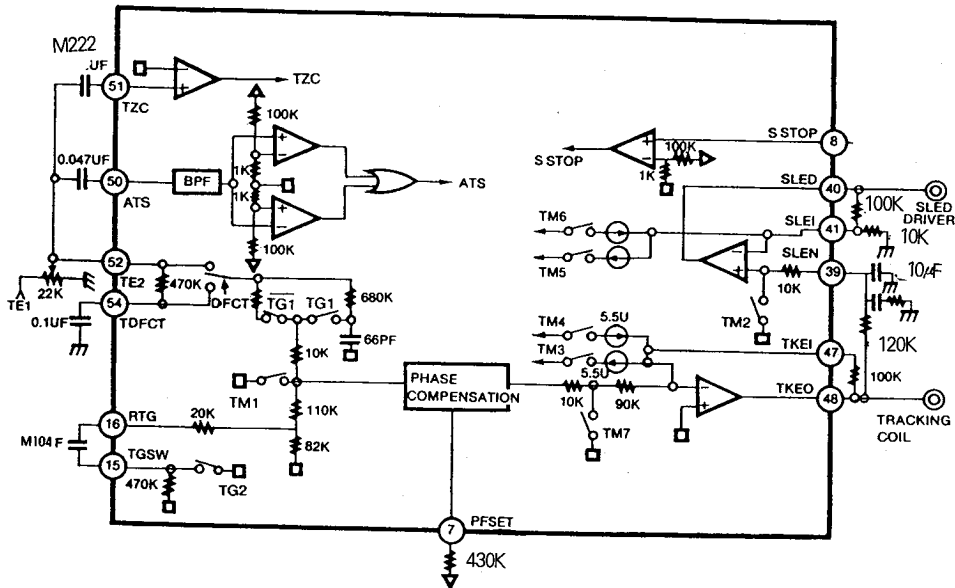 M222
.UF
51
TZC
TZC
100K
1K
1K
100K
0.047UF
50
ATS
BPF
ATS
52
TE2
22K
TE1
470K
DFCT
54
TDFCT
0.1UF
TG1
TG1
680K
66PF
10K
TM1
110K
82K
16
RTG
20K
M104 F
15
TGSW
470K
TG2
PHASE
COMPENSATION
7
PFSET
430K
S STOP
8
S STOP
100K
1K
SLED
40
SLED
DRIVER
100K
TM6
SLEI
41
10K
TM5
SLEN
39
10K
10μF
TM2
120K
TM4
5.5U
TM3
5.5U
TKEI
47
100K
10K
90K
TM7
TKEO
48
TRACKING
COIL